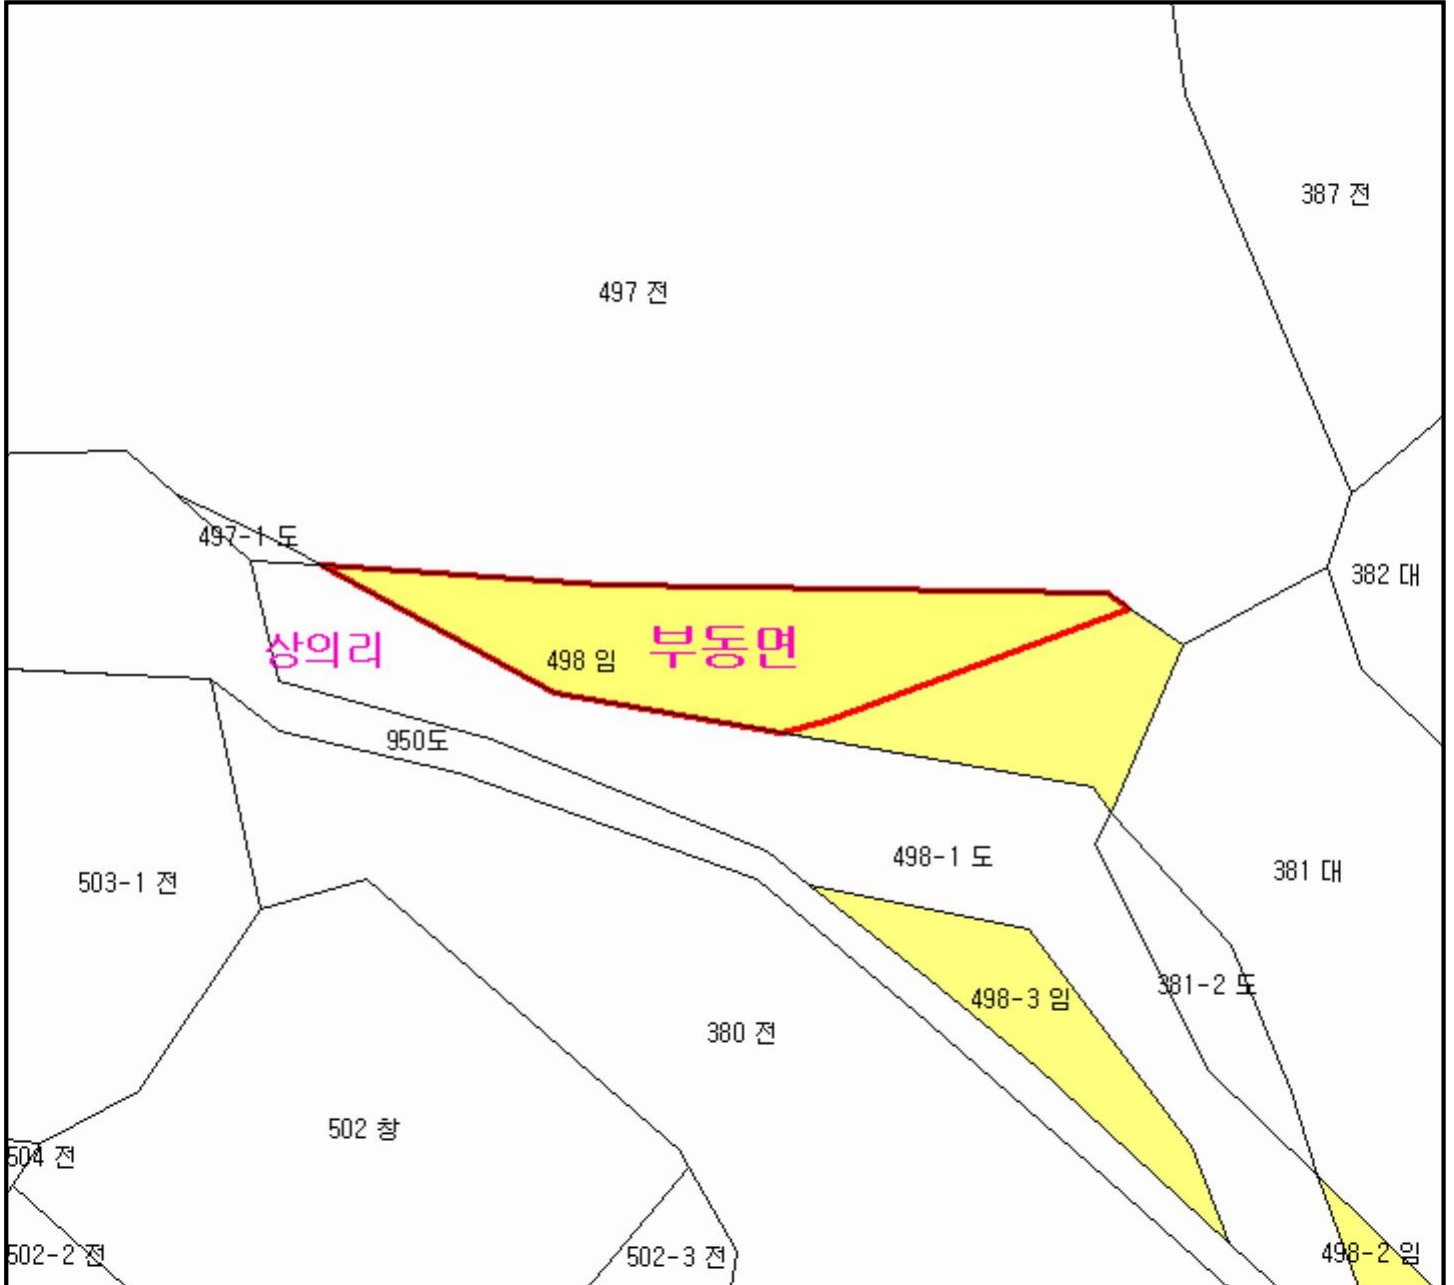 387 전
497 전
497-1 도
382 대
상의리
498 임
부동면
950도
498-1 도
503-1 전
381 대
381-2 도
498-3 임
380 전
502 창
504 전
502-2 전
502-3 전
498-2 임